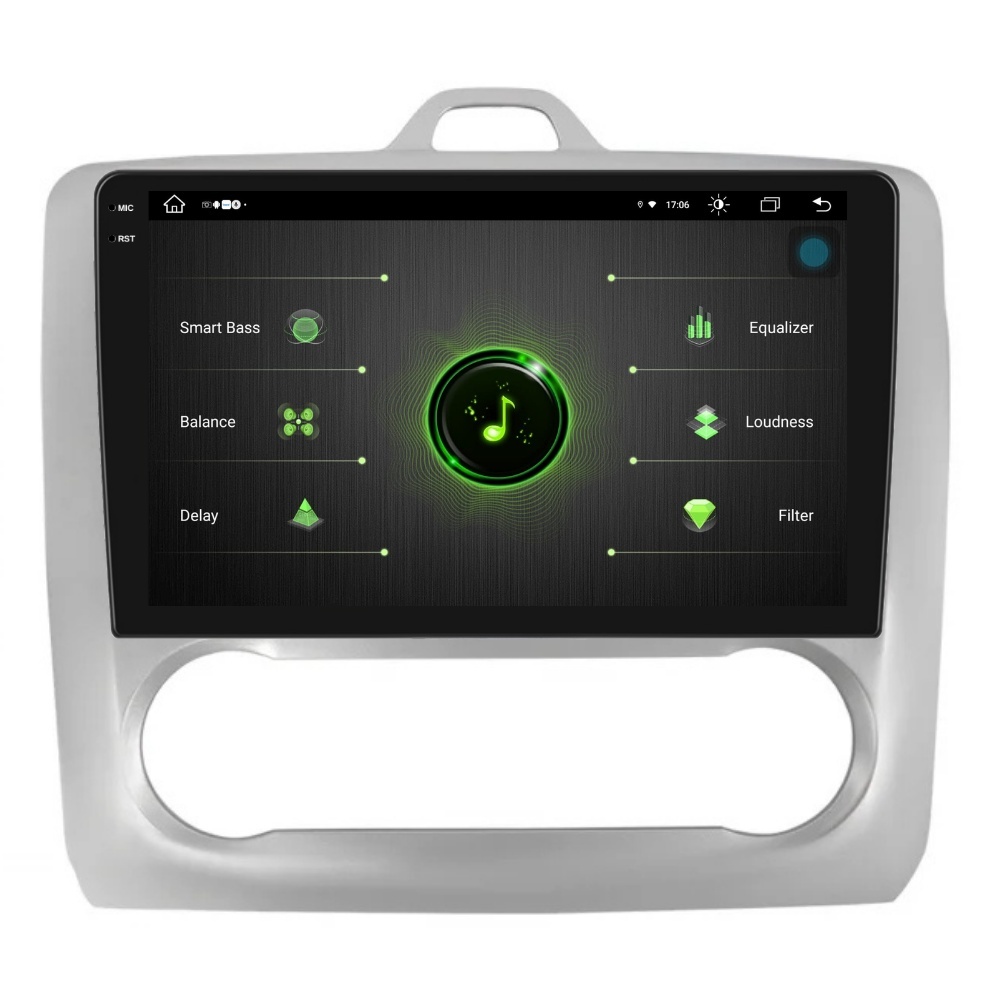 MIC
17:06
RST
Smart Bass
Equalizer
Balance
Loudness
Delay
Filter